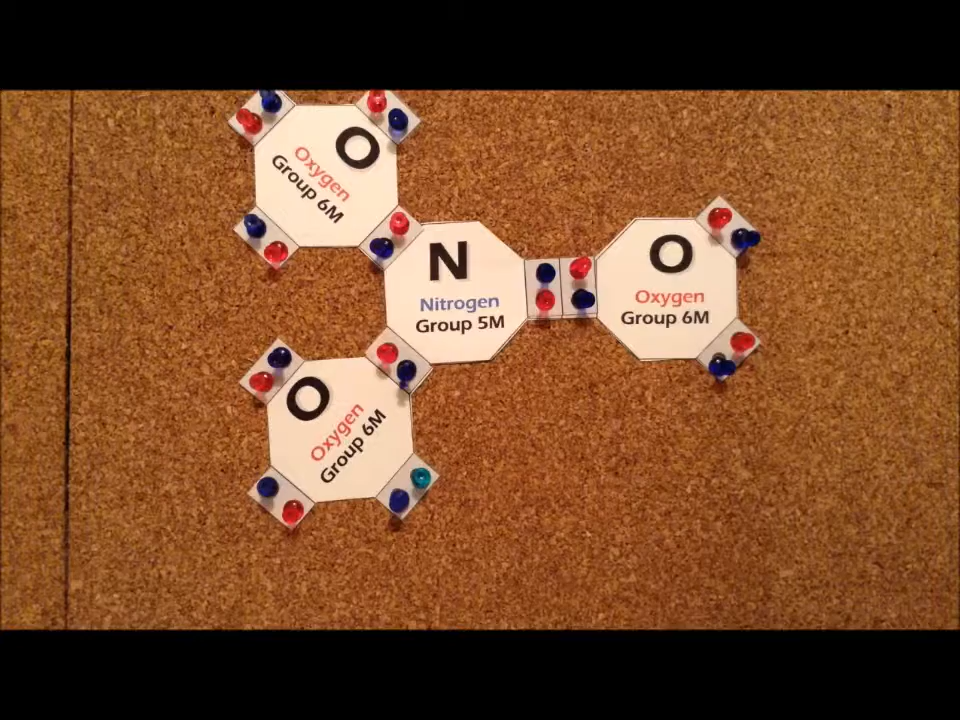 O
Oxygen
Group 6M
N
Nitrogen
Group 5M
O
Oxygen
Group 6M
O
Oxygen
Group 6M